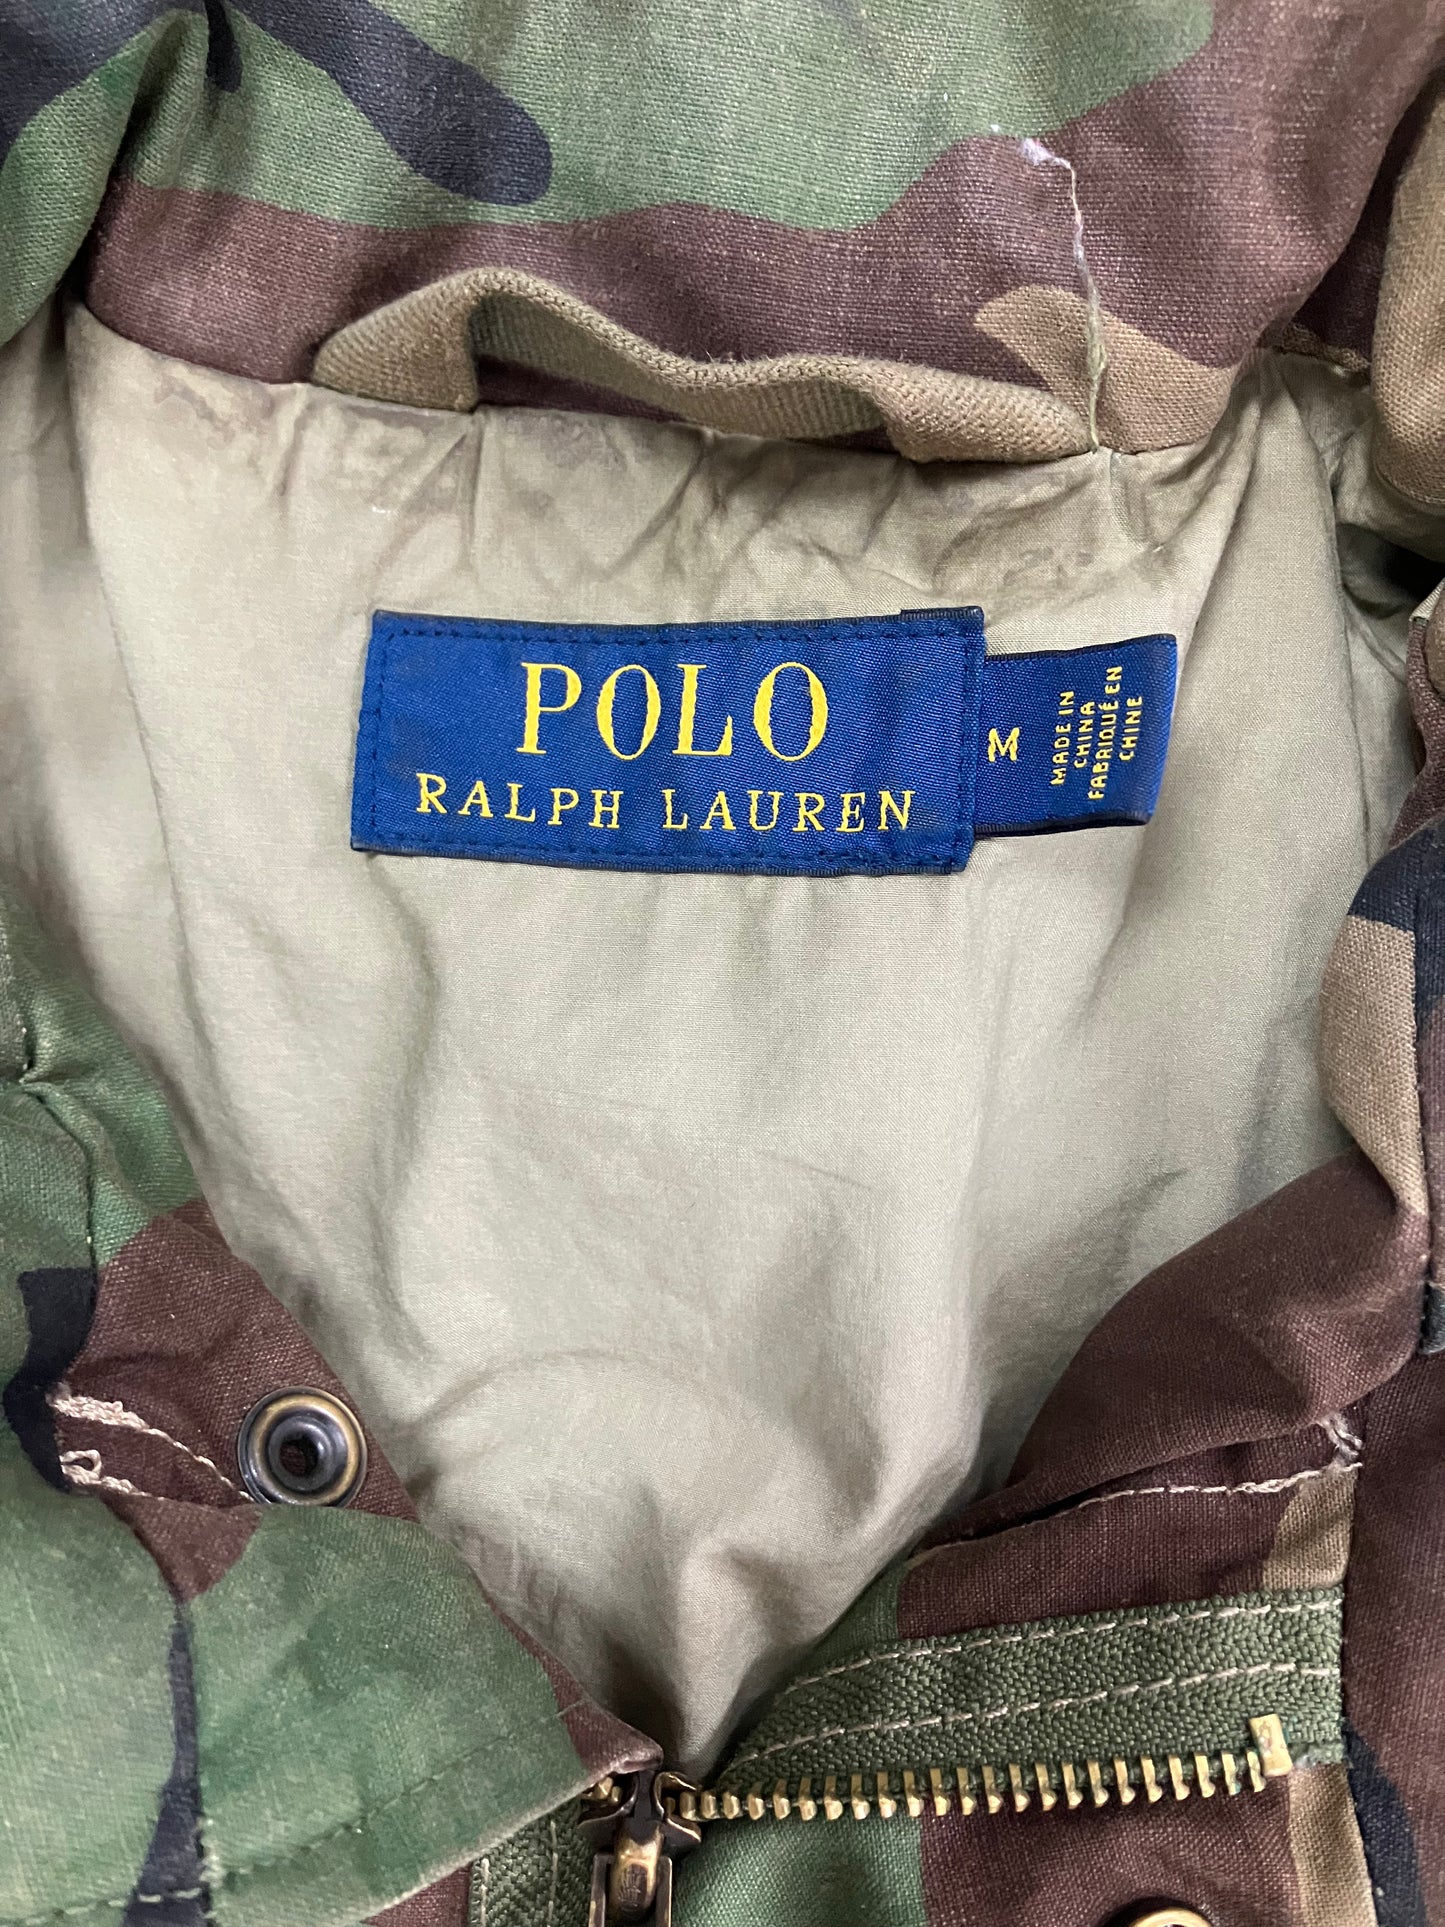 POLO
RALPH LAUREN
M
MADE IN
CHINA
FABRIQUÉ EN
CHINE